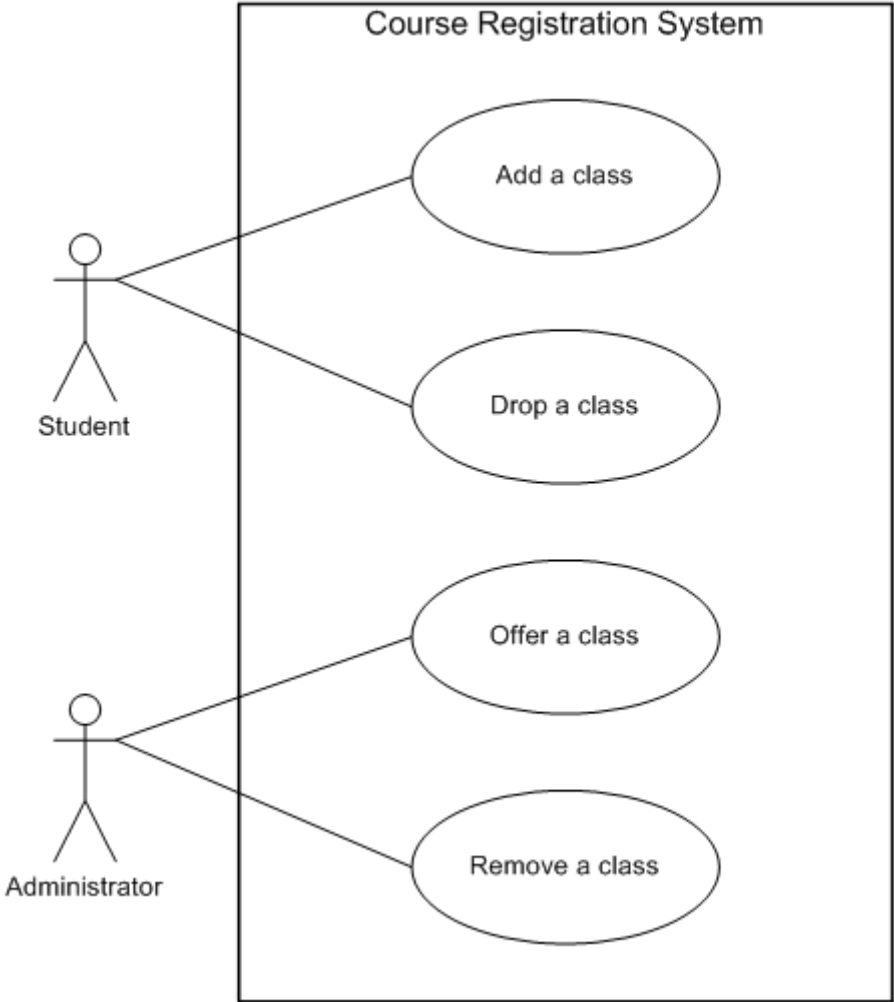 Course Registration System
Add a class
Student
Drop a class
Offer a class
Administrator
Remove a class